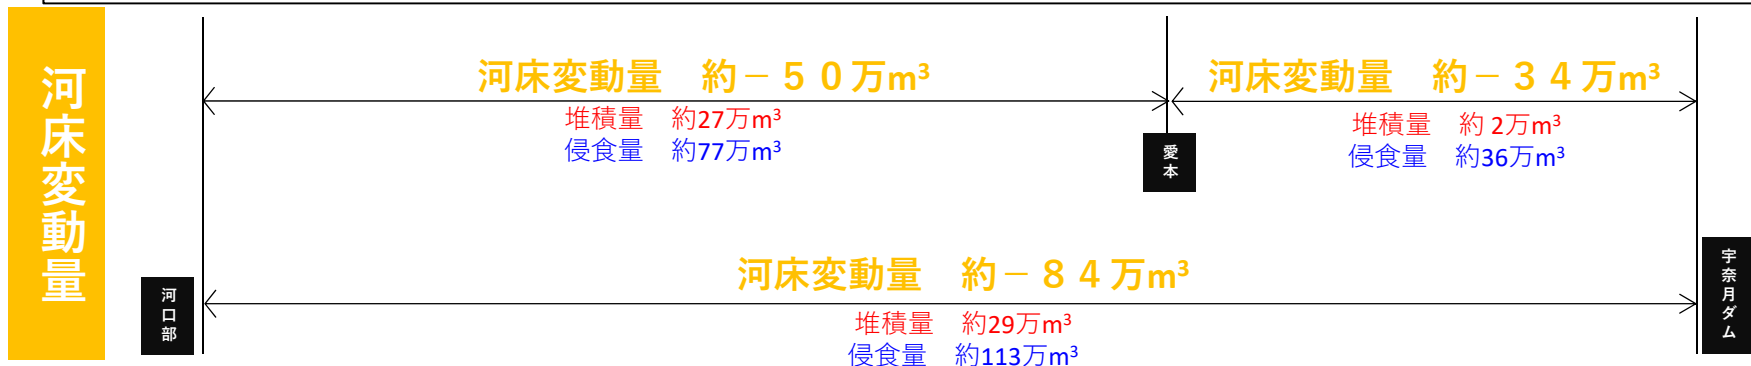 河床変動量
河床変動量　約－５０万m³
堆積量　約27万m³
侵食量　約77万m³
河床変動量　約－３４万m³
堆積量　約 2万m³
侵食量　約36万m³
愛本
河床変動量　約－８４万m³
堆積量　約29万m³
侵食量　約113万m³
河口部
宇奈月ダム